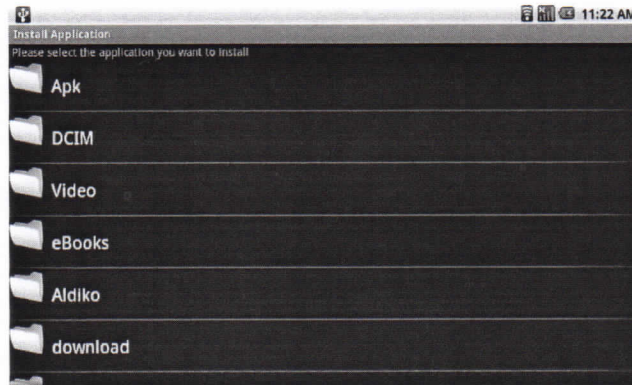 11:22 AM
Install Application
Please select the application you want to install
Apk
DCIM
Video
eBooks
Aldiko
download